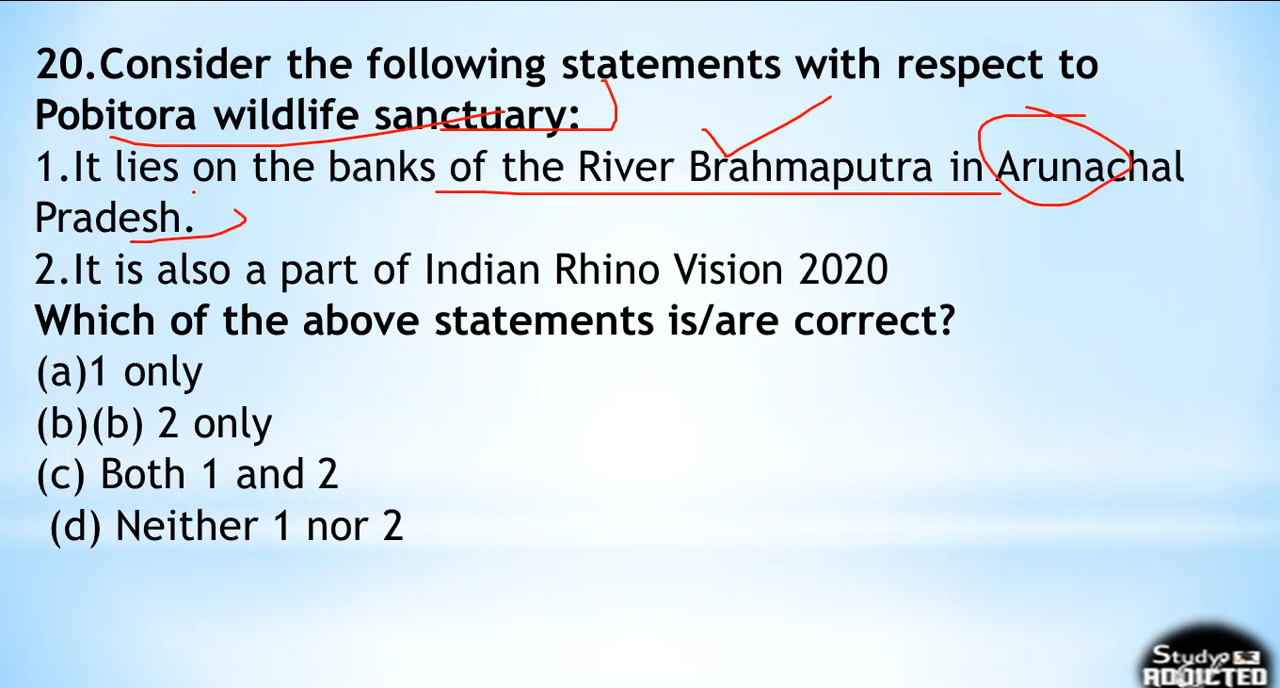 20.Consider the following statements with respect to
Pobitora wildlife sanctuary:
1.It lies on the banks of the River Brahmaputra in Arunachal
Pradesh.
2.It is also a part of Indian Rhino Vision 2020
Which of the above statements is/are correct?
(a)1 only
(b)(b) 2 only
(c) Both 1 and 2
(d) Neither 1 nor 2
Study
ADDICTED